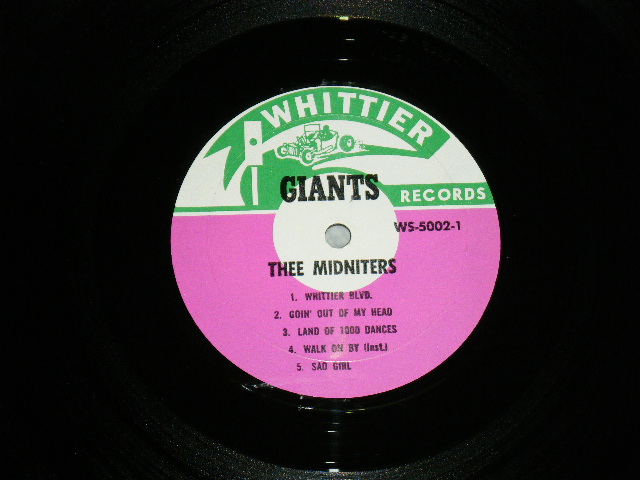 WHITTIER
GIANTS
RECORDS
WS-5002-1
THEE MIDNITERS
1. WHITTIER BLVD.
2. GOIN' OUT OF MY HEAD
3. LAND OF 1000 DANCES
4. WALK ON BY (Inst.)
5. SAD GIRL